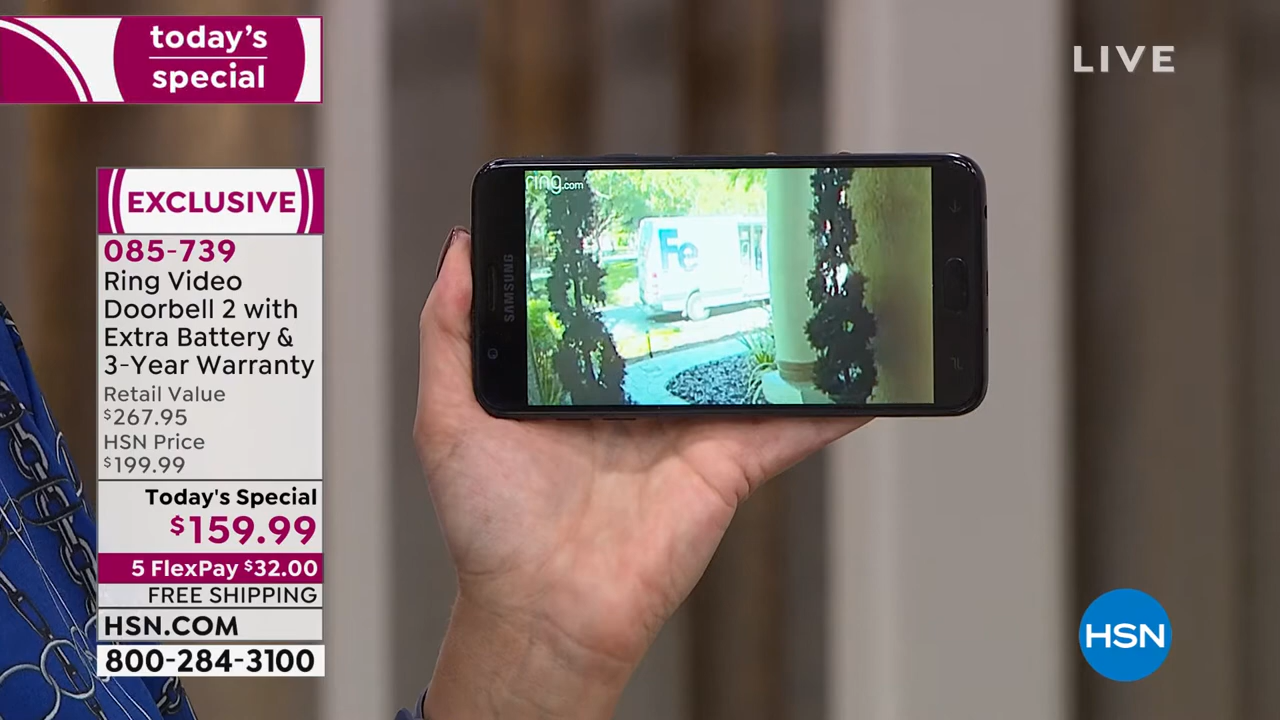 today's
special
LIVE
EXCLUSIVE
085-739
Ring Video
Doorbell 2 with
Extra Battery &
3-Year Warranty
Retail Value
$267.95
HSN Price
$199.99
Today's Special
$159.99
5 FlexPay $32.00
FREE SHIPPING
HSN.COM
800-284-3100
ring.com
Fe
SAMSUNG
HSN